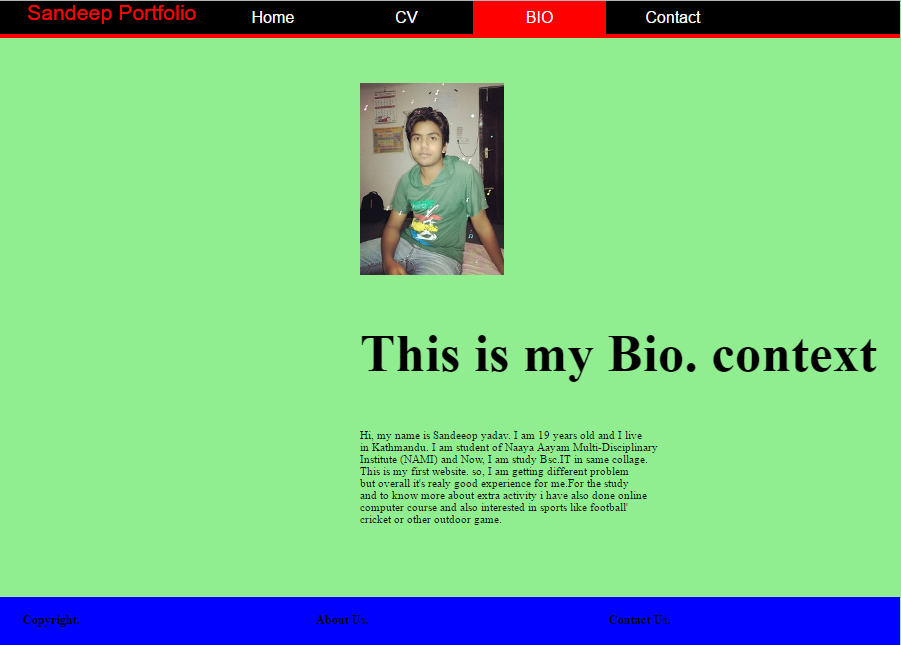 Sandeep Portfolio Home CV BIO Contact
This is my Bio. context
Hi, my name is Sandeeop yadav. I am 19 years old and I live
in Kathmandu. I am student of Naaya Aayam Multi-Disciplinary
Institute (NAMI) and Now, I am study Bsc.IT in same collage.
This is my first website. so, I am getting different problem
but overall it's realy good experience for me.For the study
and to know more about extra activity i have also done online
computer course and also interested in sports like football'
cricket or other outdoor game.
Copyright. About Us. Contact Us.